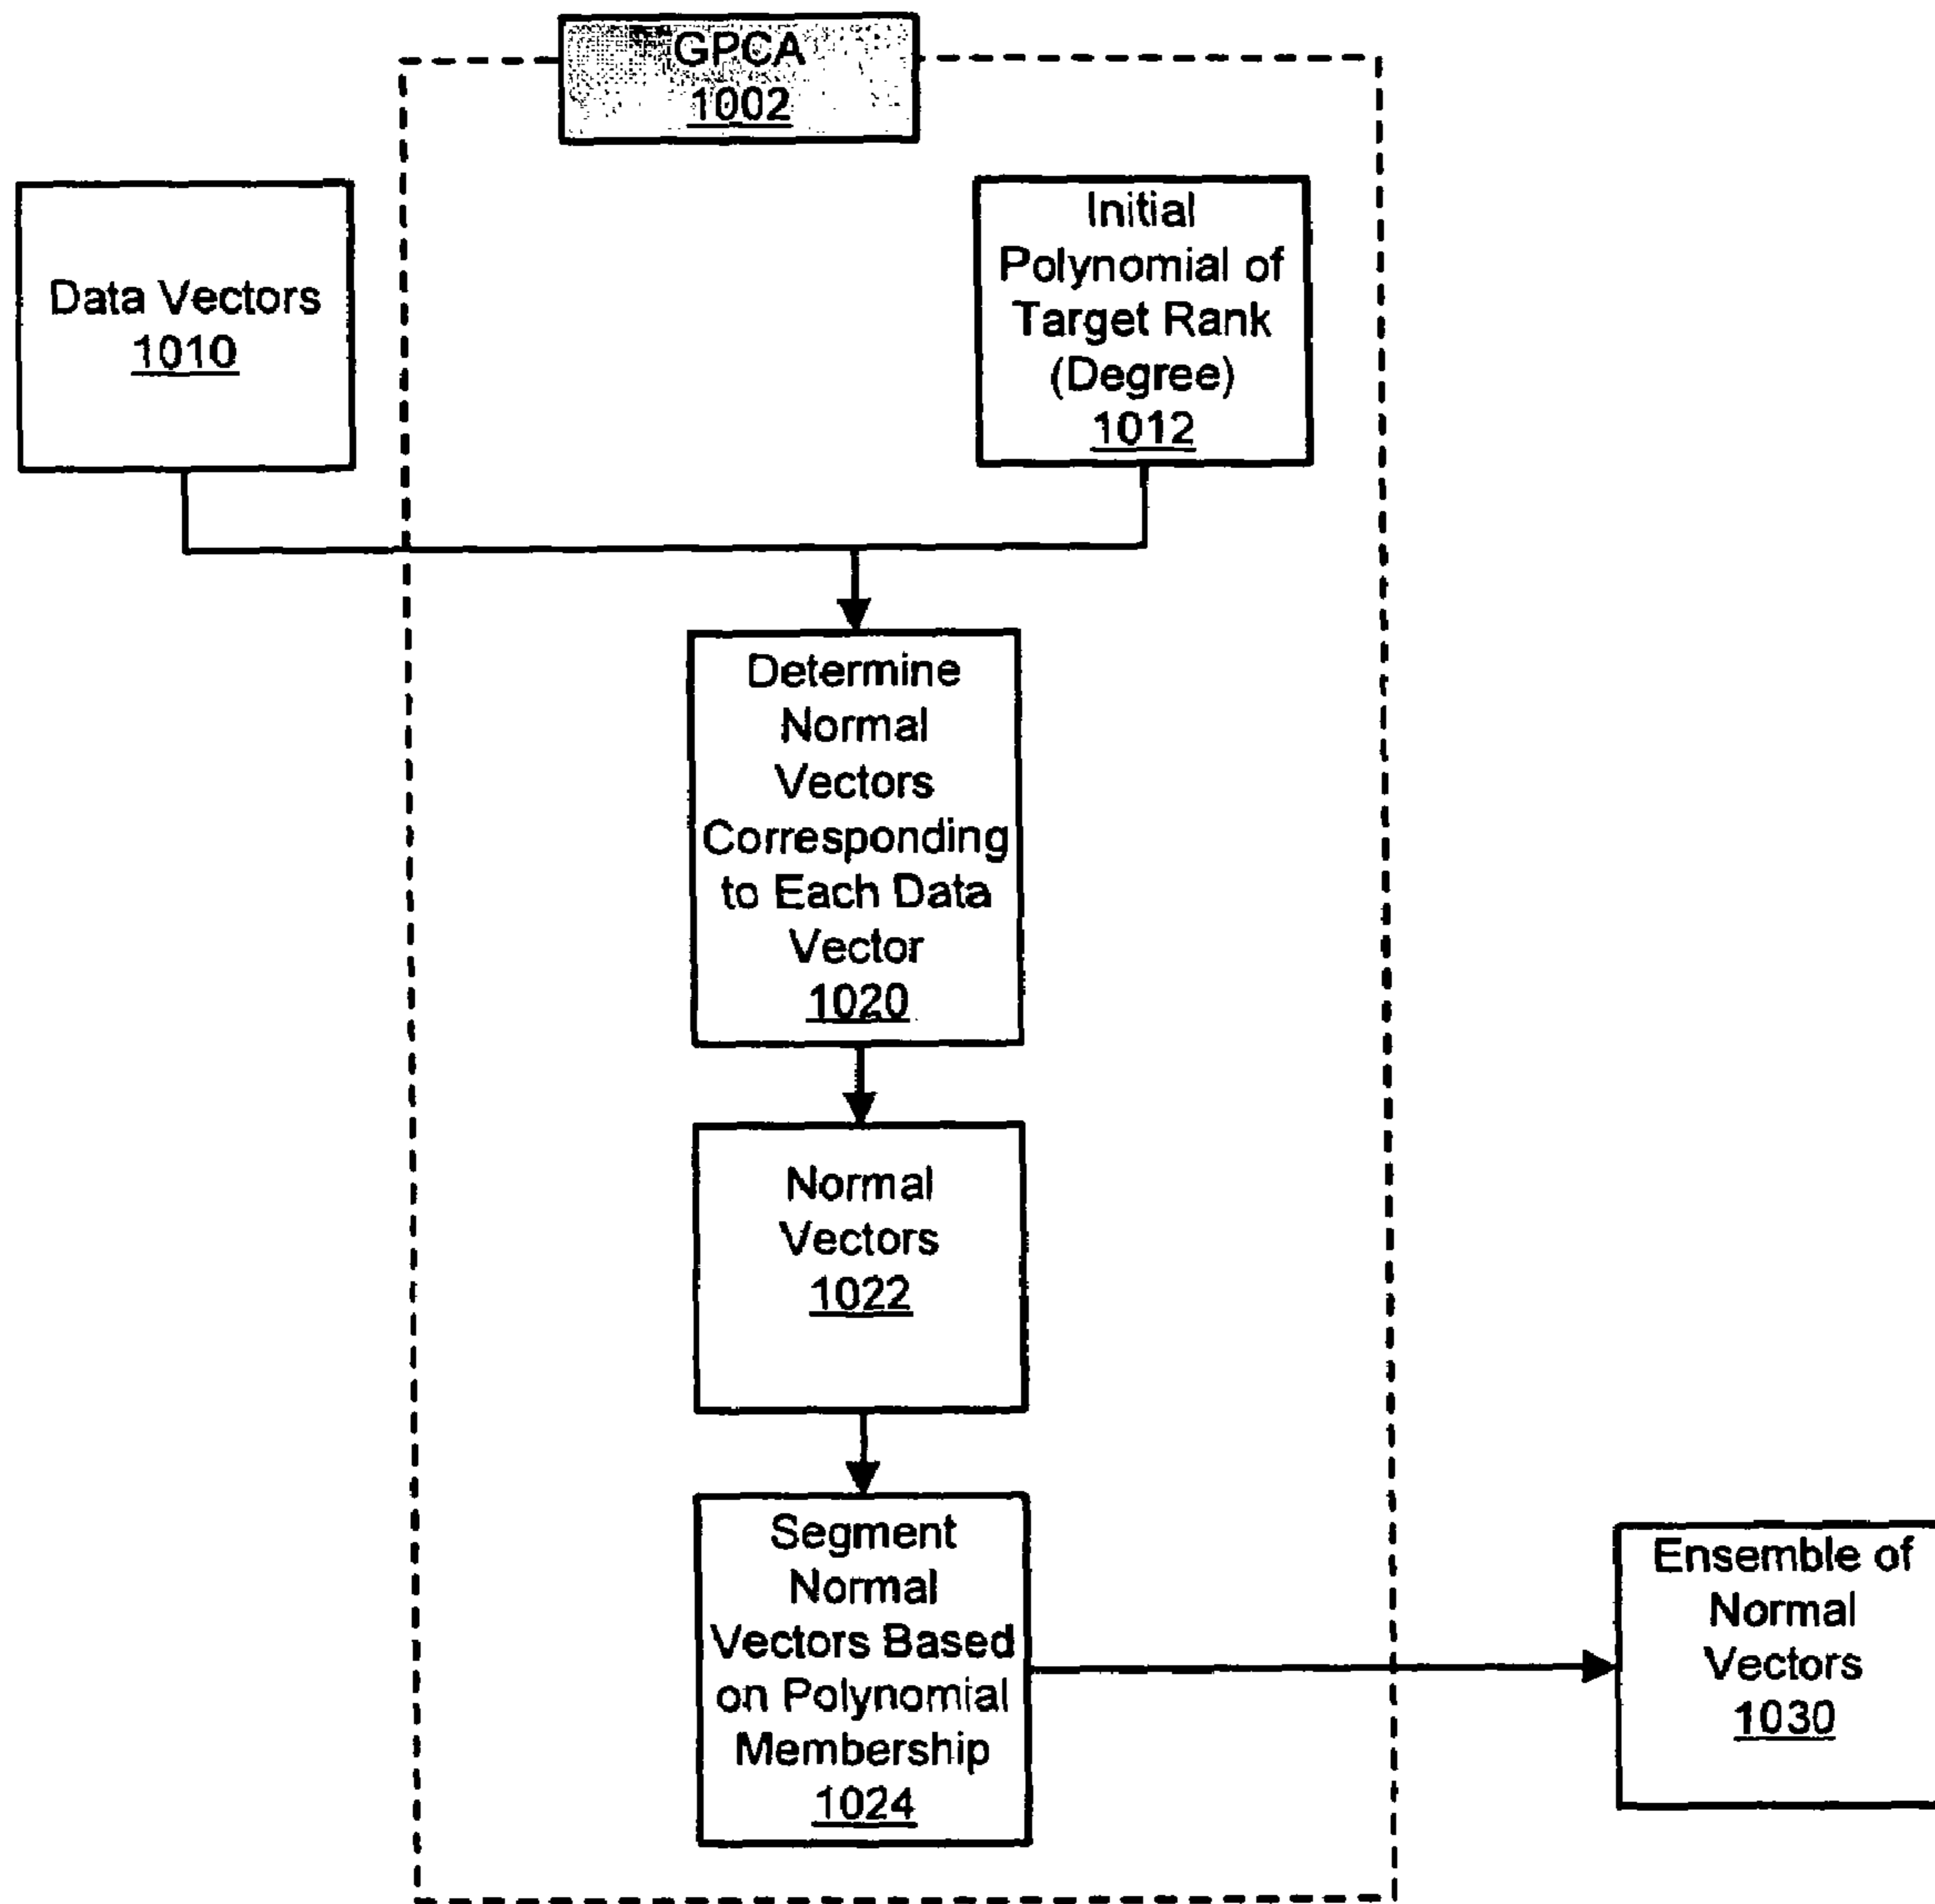 GPCA
1002
Data Vectors
1010
Initial
Polynomial of
Target Rank
(Degree)
1012
Determine
Normal
Vectors
Corresponding
to Each Data
Vector
1020
Normal
Vectors
1022
Segment
Normal
Vectors Based
on Polynomial
Membership
1024
Ensemble of
Normal
Vectors
1030